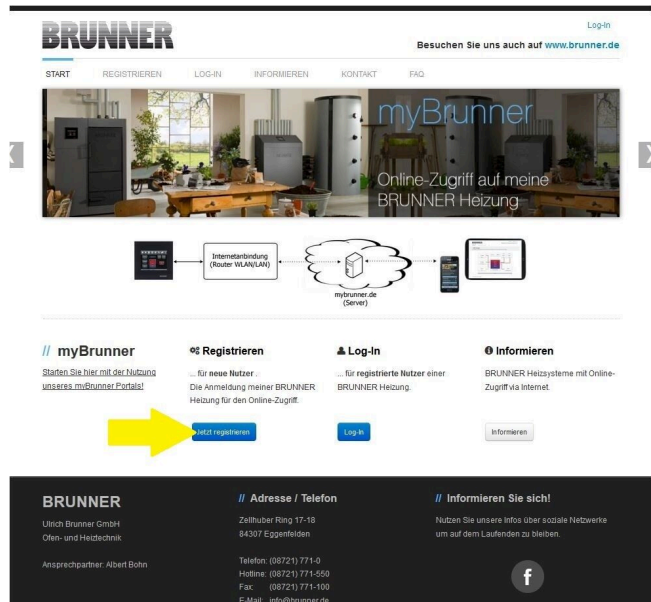 BRUNNER
Log-In
Besuchen Sie uns auch auf www.brunner.de
START REGISTRIEREN LOG-IN INFORMIEREN KONTAKT FAQ
myBrunner
Online-Zugriff auf meine
BRUNNER Heizung
Internetanbindung
(Router WLAN/LAN)
mybrunner.de
(Server)
// myBrunner
Starten Sie hier mit der Nutzung
unseres myBrunner Portals!
Registrieren
... für neue Nutzer .
Die Anmeldung meiner BRUNNER
Heizung für den Online-Zugriff.
Jetzt registrieren
Log-In
... für registrierte Nutzer einer
BRUNNER Heizung.
Log-In
Informieren
BRUNNER Heizsysteme mit Online-
Zugriff via Internet.
Informieren
BRUNNER
Ulrich Brunner GmbH
Ofen- und Heiztechnik
Ansprechpartner: Albert Bohn
// Adresse / Telefon
Zellhuber Ring 17-18
84307 Eggenfelden
Telefon: (08721) 771-0
Hotline: (08721) 771-550
Fax: (08721) 771-100
E-Mail: info@brunner.de
// Informieren Sie sich!
Nutzen Sie unsere Infos über soziale Netzwerke
um auf dem Laufenden zu bleiben.
f